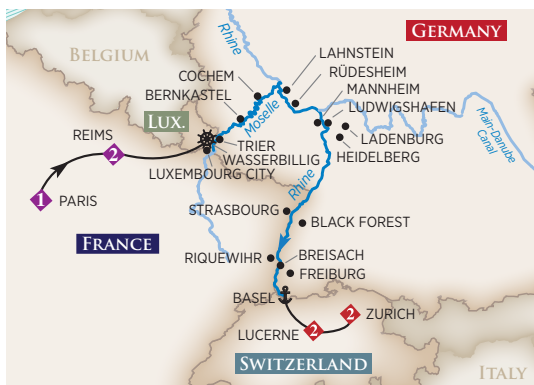 Rhine
GERMANY
BELGIUM
LAHNSTEIN
RÜDESHEIM
COCHEM
MANNHEIM
BERNKASTEL
LUDWIGSHAFEN
Moselle
LUX.
Main-Danube
Canal
REIMS
2
TRIER
LADENBURG
WASSERBILLIG
HEIDELBERG
LUXEMBOURG CITY
Rhine
1
PARIS
STRASBOURG
BLACK FOREST
FRANCE
RIQUEWIHR
BREISACH
FREIBURG
BASEL
ZURICH
2
LUCERNE
2
SWITZERLAND
ITALY